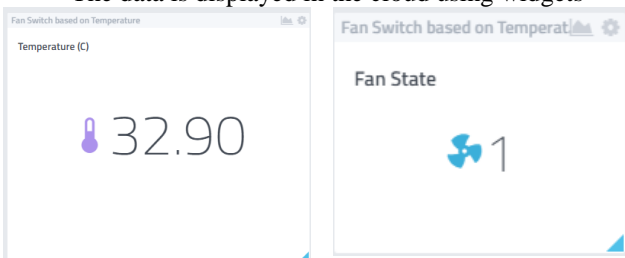 The data is displayed in the cloud using widgets
Fan Switch based on Temperature
Temperature (C)
32.90
Fan Switch based on Temperat
Fan State
1